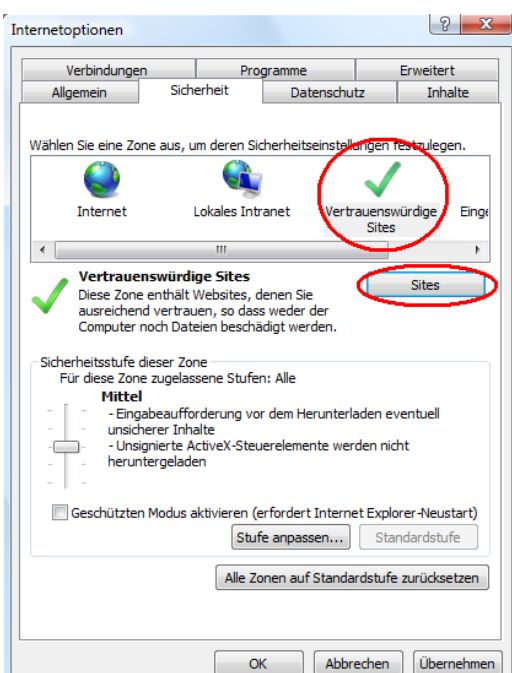 Internetoptionen
Verbindungen Programme Erweitert
Allgemein Sicherheit Datenschutz Inhalte
Wählen Sie eine Zone aus, um deren Sicherheitseinstellungen festzulegen.
Internet Lokales Intranet Vertrauenswürdige Einge
Sites
Vertrauenswürdige Sites
Sites
Diese Zone enthält Websites, denen Sie
ausreichend vertrauen, so dass weder der
Computer noch Dateien beschädigt werden.
Sicherheitsstufe dieser Zone
Für diese Zone zugelassene Stufen: Alle
Mittel
- Eingabeaufforderung vor dem Herunterladen eventuell
unsicherer Inhalte
- Unsignierte ActiveX-Steuerelemente werden nicht
heruntergeladen
Geschützten Modus aktivieren (erfordert Internet Explorer-Neustart)
Stufe anpassen... Standardstufe
Alle Zonen auf Standardstufe zurücksetzen
OK Abbrechen Übernehmen